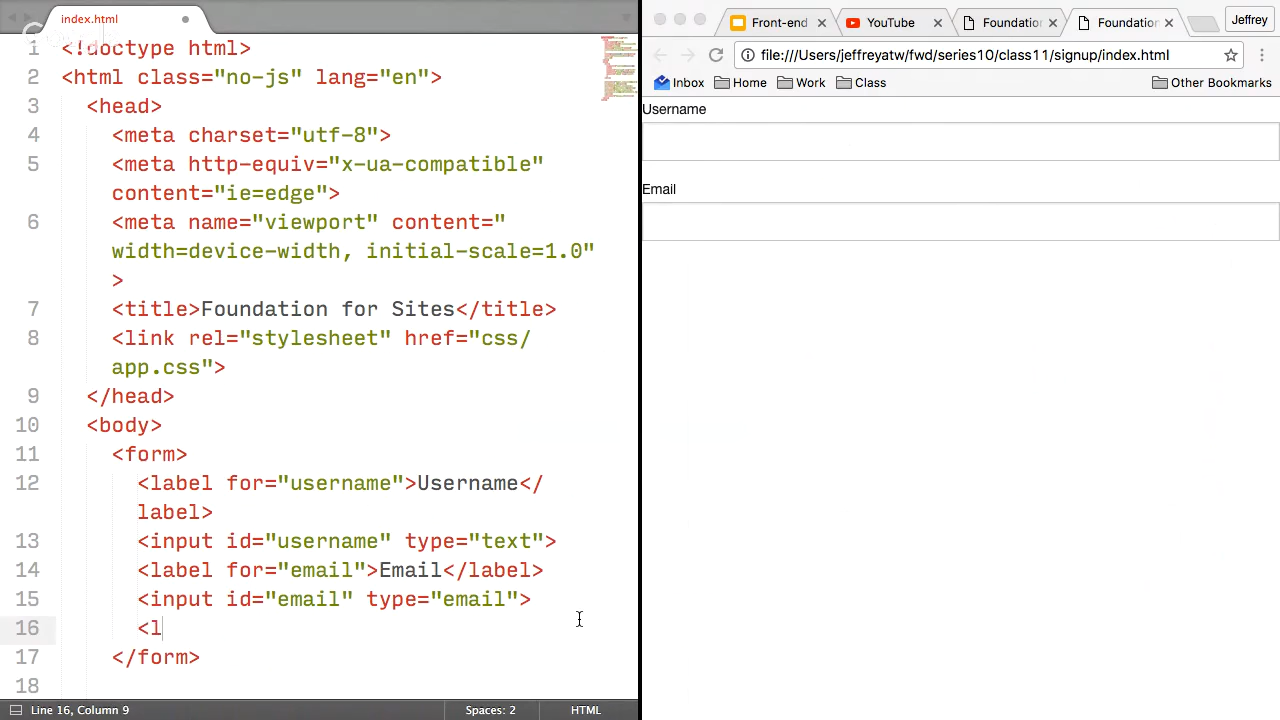 index.html
1 <!doctype html>
2 <html class="no-js" lang="en">
3 <head>
4 <meta charset="utf-8">
5 <meta http-equiv="x-ua-compatible"
content="ie=edge">
6 <meta name="viewport" content="
width=device-width, initial-scale=1.0"
>
7 <title>Foundation for Sites</title>
8 <link rel="stylesheet" href="css/
app.css">
9 </head>
10 <body>
11 <form>
12 <label for="username">Username</
label>
13 <input id="username" type="text">
14 <label for="email">Email</label>
15 <input id="email" type="email">
16 <l
17 </form>
18
Line 16, Column 9
Spaces: 2
HTML
Front-end
YouTube
Foundation
Foundation
Jeffrey
file:///Users/jeffreyatw/fwd/series10/class11/signup/index.html
Inbox
Home
Work
Class
Other Bookmarks
Username
Email